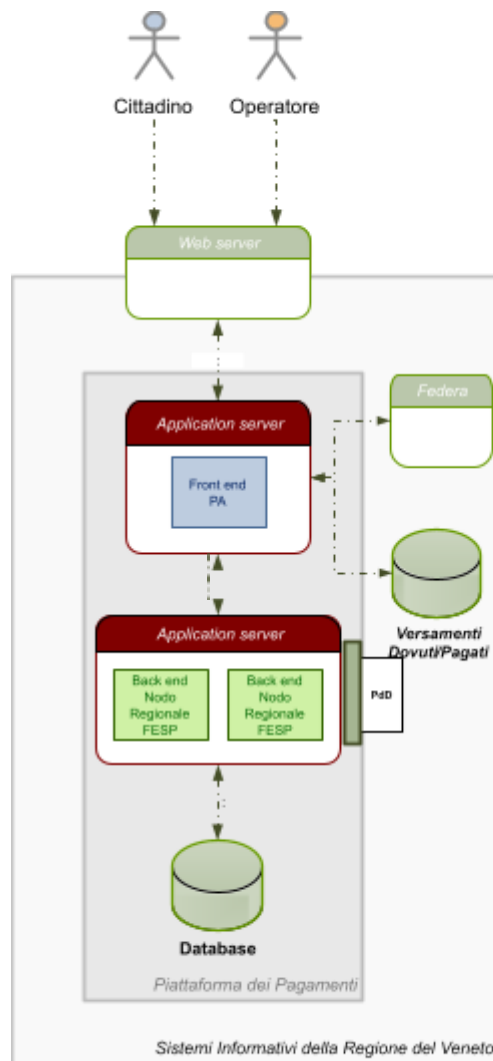 Cittadino
Operatore
Web server
Application server
Federa
Front end
PA
Versamenti
Dovuti/Pagati
Application server
Back end
Nodo
Regionale
FESP
Back end
Nodo
Regionale
FESP
PdD
Database
Piattaforma dei Pagamenti
Sistemi Informativi della Regione del Veneto